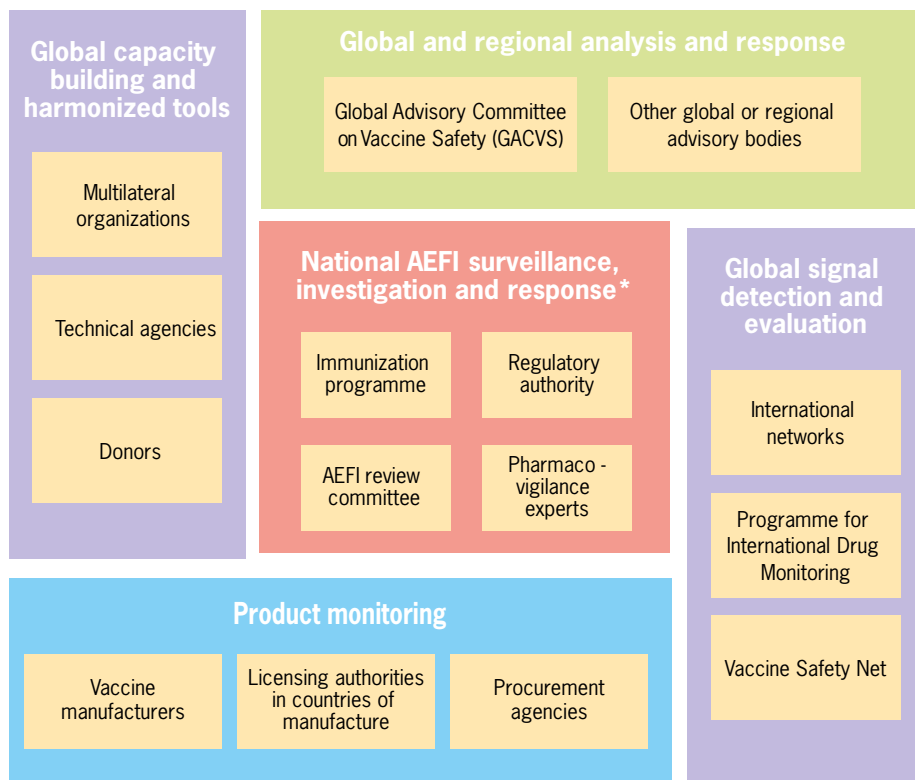 Global capacity
building and
harmonized tools
Multilateral
organizations
Technical agencies
Donors
Global and regional analysis and response
Global Advisory Committee
on Vaccine Safety (GACVS)
Other global or regional
advisory bodies
National AEFI surveillance,
investigation and response*
Immunization
programme
Regulatory
authority
AEFI review
committee
Pharmaco -
vigilance
experts
Global signal
detection and
evaluation
International
networks
Programme for
International Drug
Monitoring
Vaccine Safety Net
Product monitoring
Vaccine
manufacturers
Licensing authorities
in countries of
manufacture
Procurement
agencies